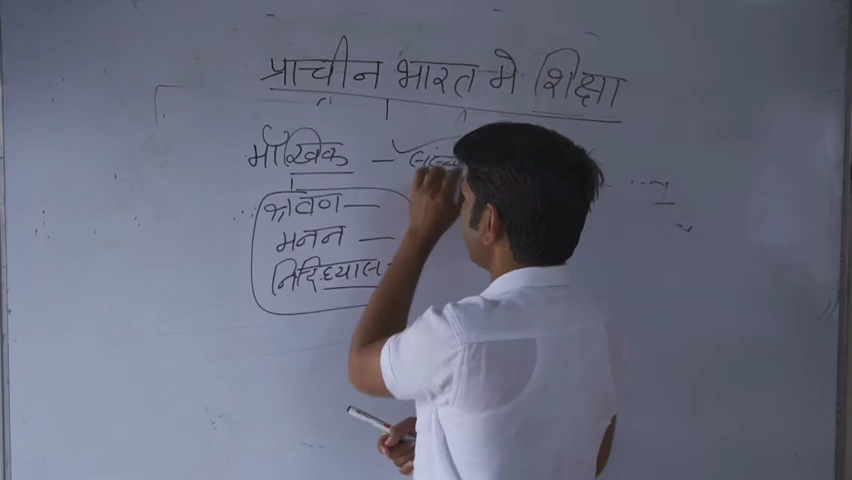 प्राचीन भारत मे शिक्षा
मौखिक –
श्रवण –
मनन –
निदिध्यास -